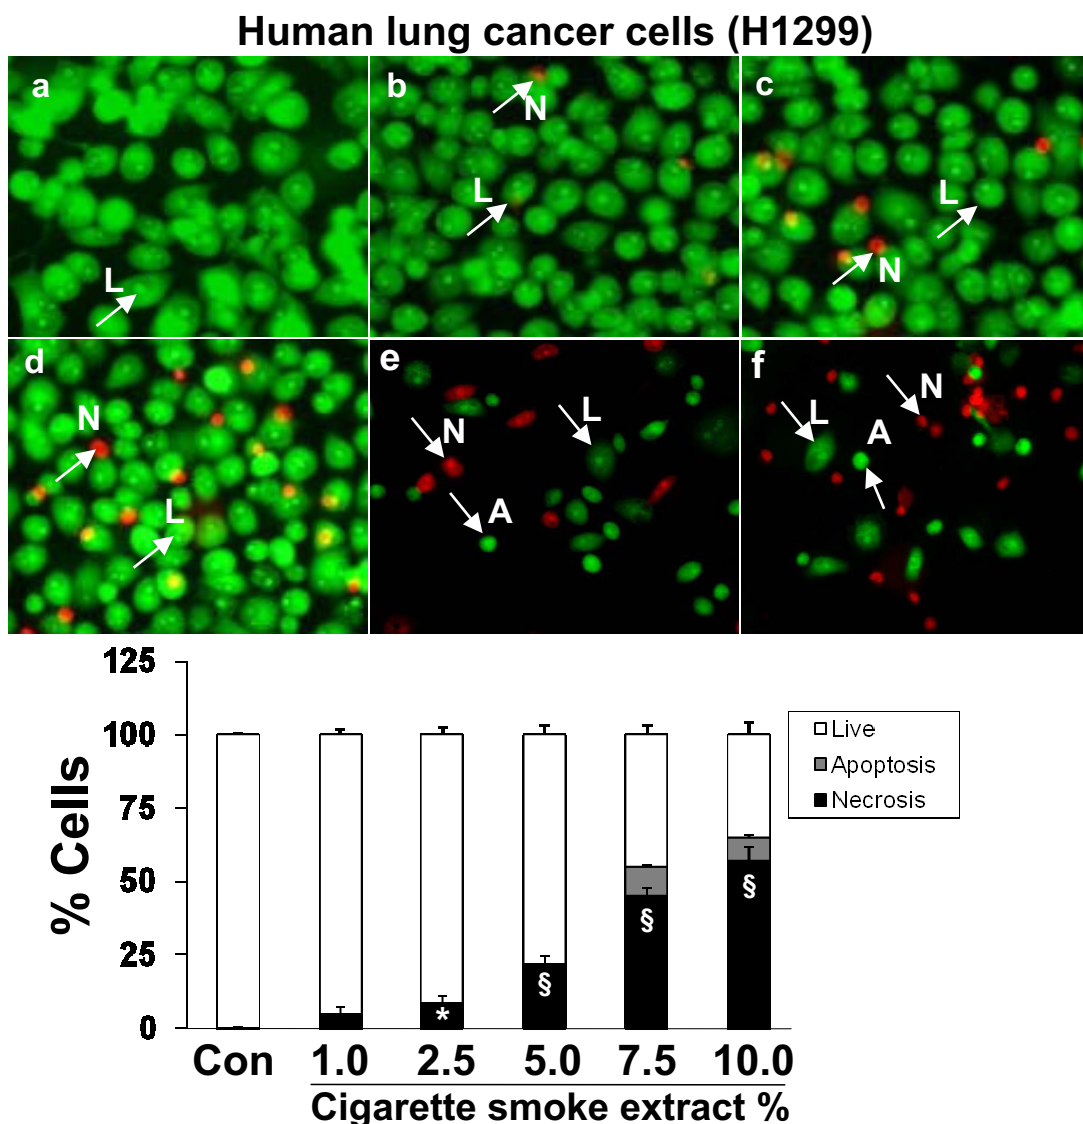 Human lung cancer cells (H1299)
a
L
b
N
L
c
L
N
d
N
L
e
L
N
A
f
N
L
A
125
100
75
50
25
0
% Cells
*
§
§
§
Live
Apoptosis
Necrosis
Con 1.0 2.5 5.0 7.5 10.0
Cigarette smoke extract %